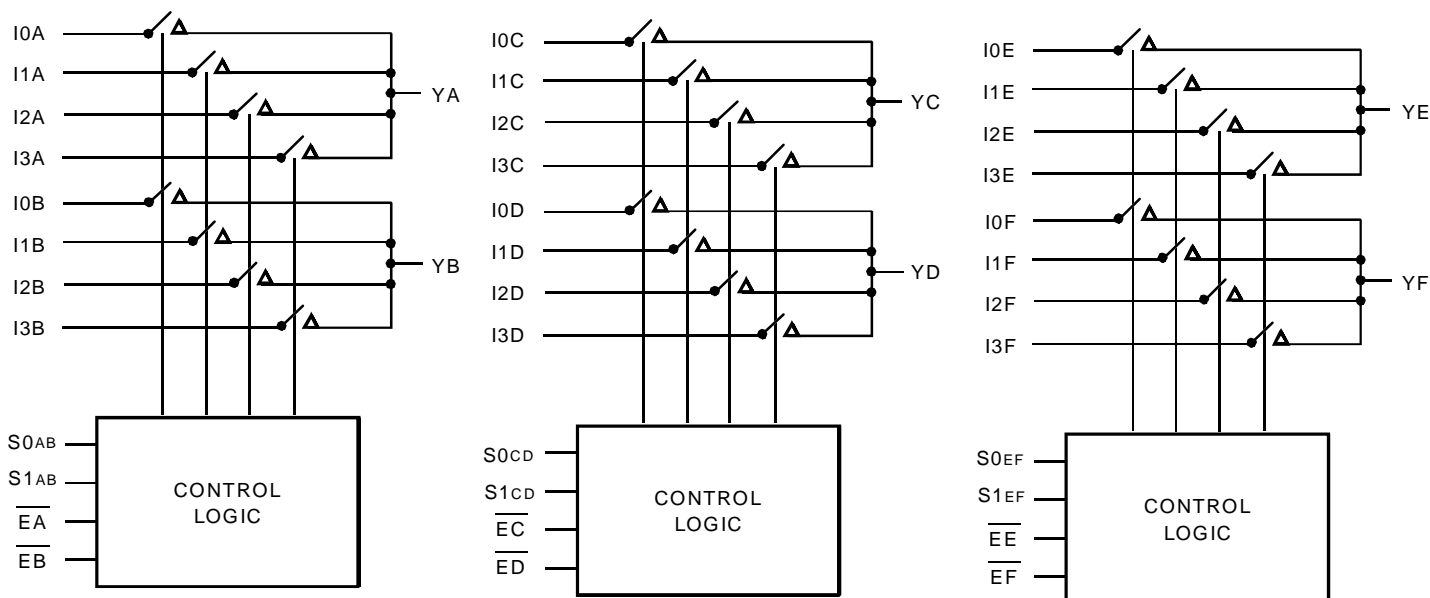 I0A
I1A
I2A
I3A
YA
I0B
I1B
I2B
I3B
YB
S0AB
S1AB
EA
EB
CONTROL
LOGIC
I0C
I1C
I2C
I3C
YC
I0D
I1D
I2D
I3D
YD
S0CD
S1CD
EC
ED
CONTROL
LOGIC
I0E
I1E
I2E
I3E
YE
I0F
I1F
I2F
I3F
YF
S0EF
S1EF
EE
EF
CONTROL
LOGIC